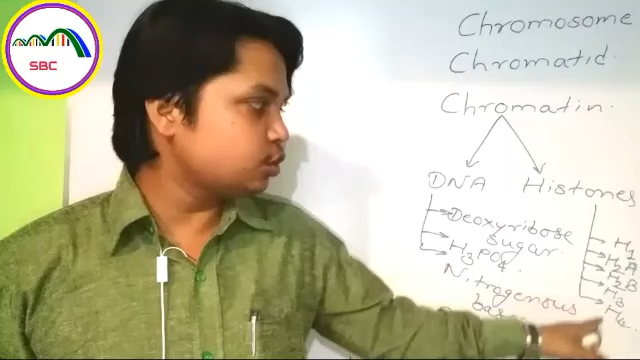 SBC
Chromosome
Chromatid.
Chromatin.
DNA
Histones
Deoxyribose
sugar.
H3PO4.
Nitrogenous
H1
H2A
H2B
H3
H4